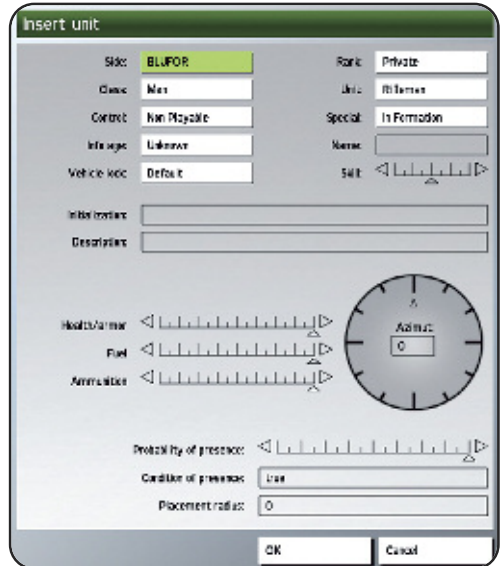 Insert unit
Side: BLUFOR Rank: Private
Class: Men Unit: Rifleman
Control: Non Playable Special: In Formation
Info age: Unknown Name:
Vehicle lock: Default Skill:
Initialization:
Description:
Health/armor
Fuel
Ammunition
Azimut:
0
Probability of presence:
Condition of presence: true
Placement radius: 0
OK Cancel